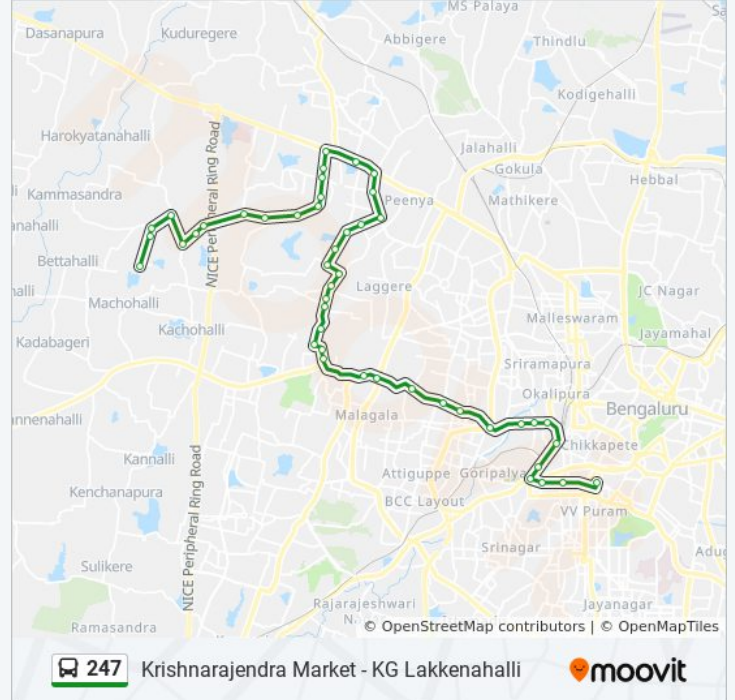 MS Palaya
Dasanapura
Kuduregere
Abbigere
Thindlu
Kodigehalli
Harokyatanahalli
Jalahalli
Gokula
Hebbal
Kammasandra
NICE Peripheral Ring Road
Peenya
Mathikere
anahalli
Bettahalli
Laggere
JC Nagar
Machohalli
Malleswaram
Kachohalli
Jayamahal
Kadabageri
Sriramapura
Okalipura
Bengaluru
Malagala
nnenahalli
Chikkapete
Kannalli
Attiguppe
Goripalya
Kenchanapura
BCC Layout
VV Puram
NICE Peripheral Ring Road
Srinagar
Adug
Sulikere
Rajarajeshwari
N.
Jayanagar
Ramasandra
© OpenStreetMap contributors | © OpenMapTiles
247 Krishnarajendra Market - KG Lakkenahalli
moovit